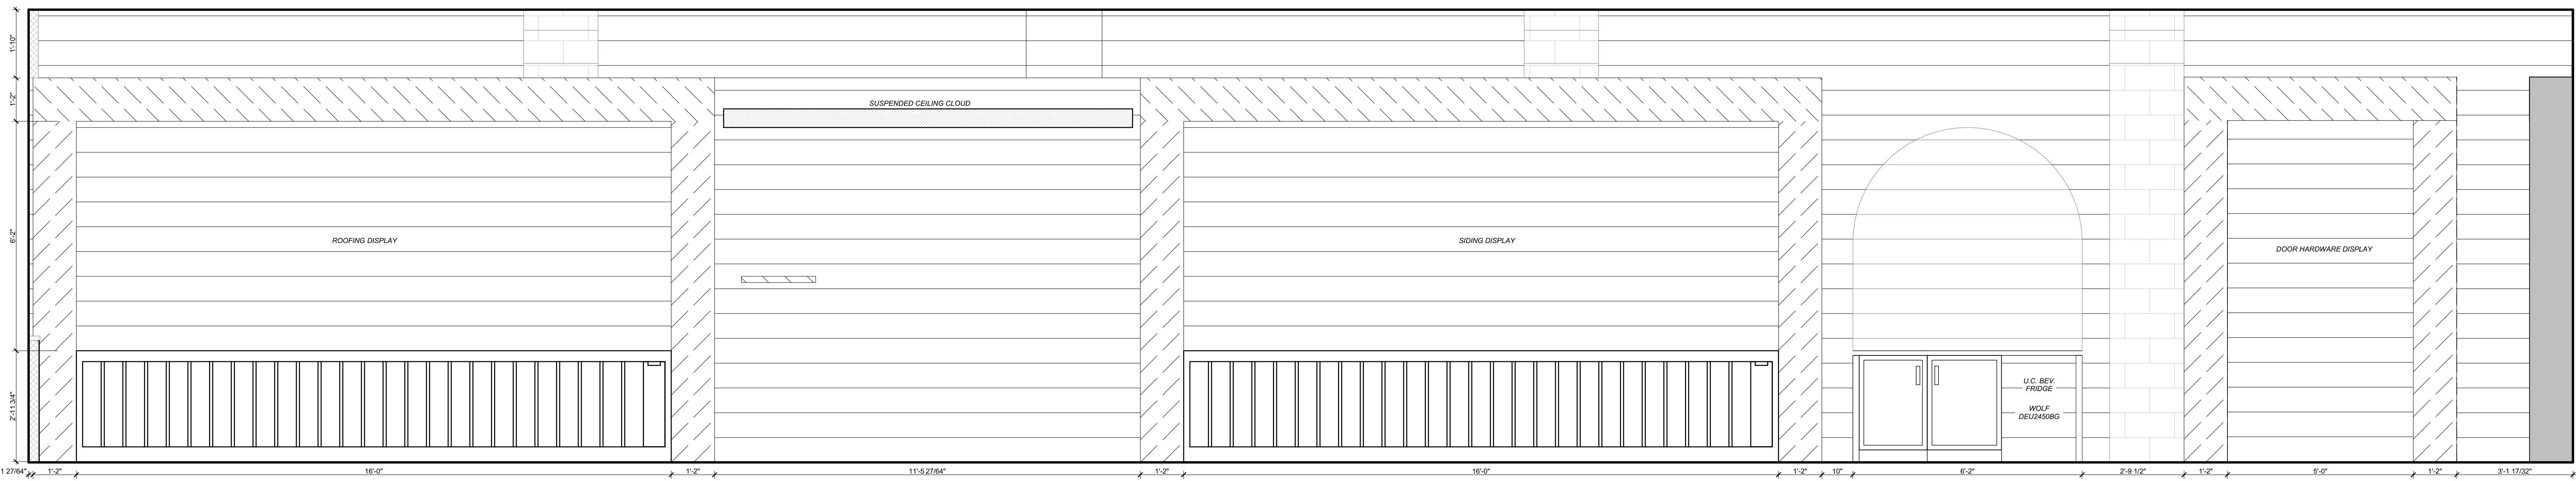 1'-10"
1'-2"
6'-2"
2'-11 3/4"
SUSPENDED CEILING CLOUD
ROOFING DISPLAY
SIDING DISPLAY
DOOR HARDWARE DISPLAY
U.C. BEV.
FRIDGE
WOLF
DEU2450BG
1 27/64"
1'-2"
16'-0"
1'-2"
11'-5 27/64"
1'-2"
16'-0"
1'-2"
10"
6'-2"
2'-9 1/2"
1'-2"
5'-0"
1'-2"
3'-1 17/32"